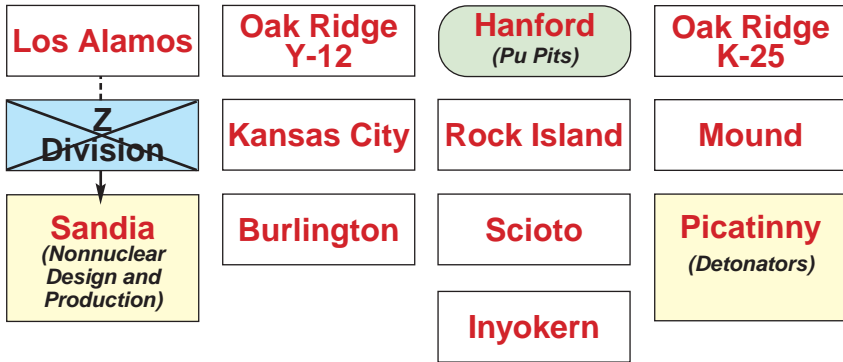 Los Alamos
Oak Ridge
Y-12
Hanford
(Pu Pits)
Oak Ridge
K-25
Z
Division
Kansas City
Rock Island
Mound
Sandia
(Nonnuclear
Design and
Production)
Burlington
Scioto
Picatinny
(Detonators)
Inyokern